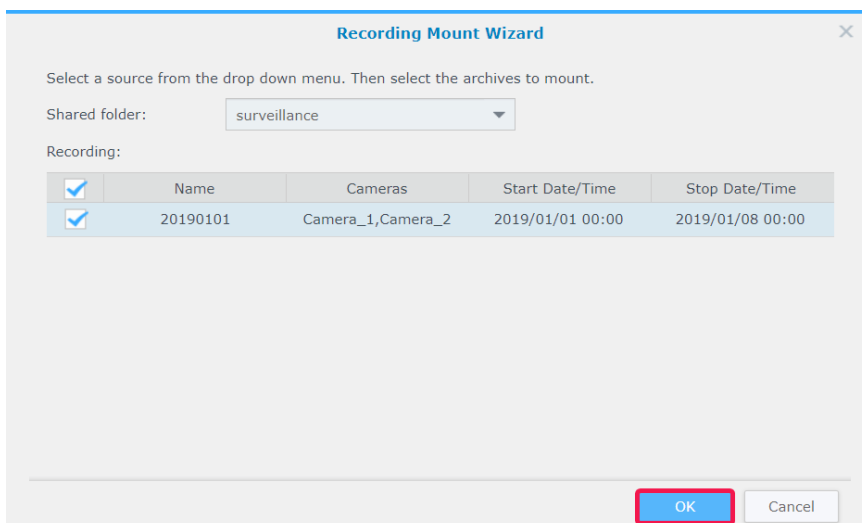 Recording Mount Wizard
Select a source from the drop down menu. Then select the archives to mount.
Shared folder: surveillance
Recording:
Name Cameras Start Date/Time Stop Date/Time
20190101 Camera_1,Camera_2 2019/01/01 00:00 2019/01/08 00:00
OK Cancel